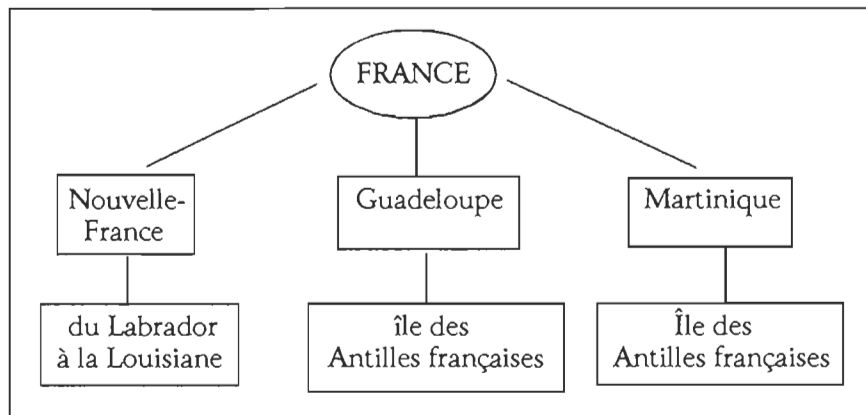 FRANCE
Nouvelle-
France
Guadeloupe
Martinique
du Labrador
à la Louisiane
île des
Antilles françaises
Île des
Antilles françaises